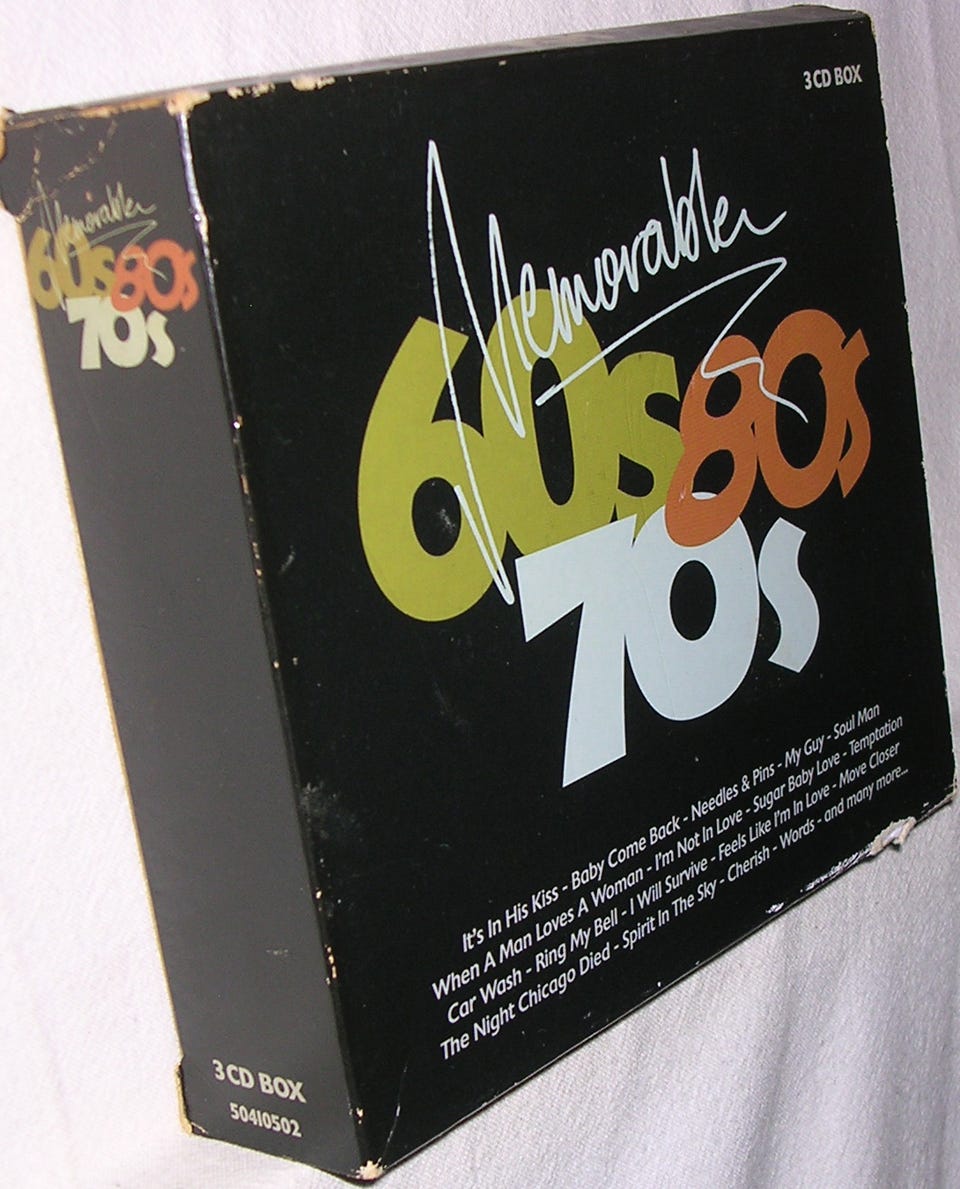 3 CD BOX
Memorable
60s 80s
70s
It's In His Kiss - Baby Come Back - Needles & Pins - My Guy - Soul Man
When A Man Loves A Woman - I'm Not In Love - Sugar Baby Love - Temptation
Car Wash - Ring My Bell - I Will Survive - Feels Like I'm In Love - Move Closer
The Night Chicago Died - Spirit In The Sky - Cherish - Words - and many more...
Memorable
60s 80s
70s
3 CD BOX
50410502